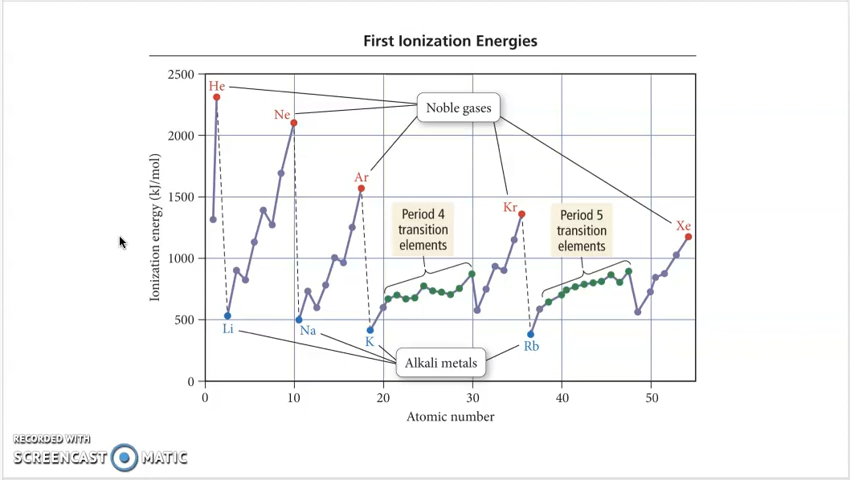 First Ionization Energies
2500
2000
1500
1000
500
0
Ionization energy (kJ/mol)
He
Ne
Noble gases
Ar
Kr
Xe
Period 4
transition
elements
Period 5
transition
elements
Li
Na
K
Rb
Alkali metals
0 10 20 30 40 50
Atomic number
RECORDED WITH
SCREENCAST MATIC